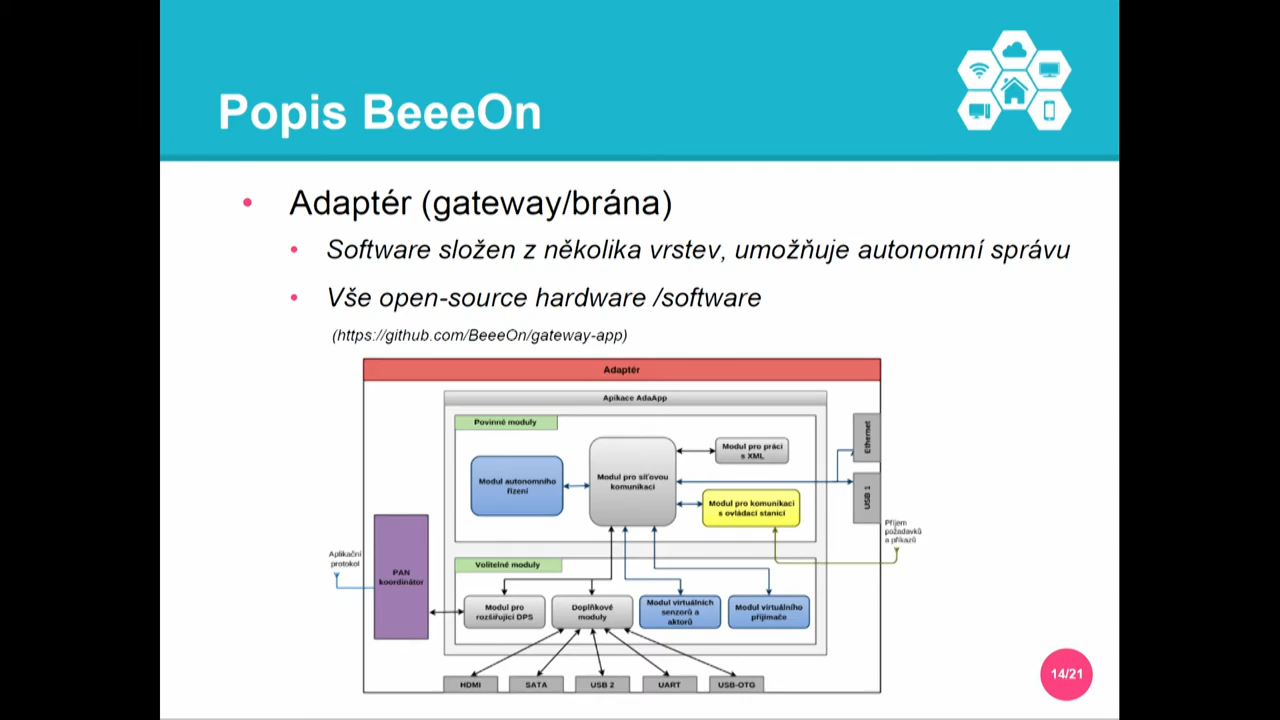 Popis BeeeOn
Adaptér (gateway/brána)
Software složen z několika vrstev, umožňuje autonomní správu
Vše open-source hardware /software
(https://github.com/BeeeOn/gateway-app)
Adaptér
Apikace AdaApp
Povinné moduly
Modul autonomního
řízení
Modul pro síťovou
komunikaci
Modul pro práci
s XML
Modul pro komunikaci
s ovládací stanicí
Ethernet
USB 1
Příjem
požadavků
a příkazů
Aplikační
protokol
PAN
koordinátor
Volitelné moduly
Modul pro
rozšiřující DPS
Doplňkové
moduly
Modul virtuálních
senzorů a
aktorů
Modul virtuálního
přijímače
HDMI
SATA
USB 2
UART
USB-OTG
14/21